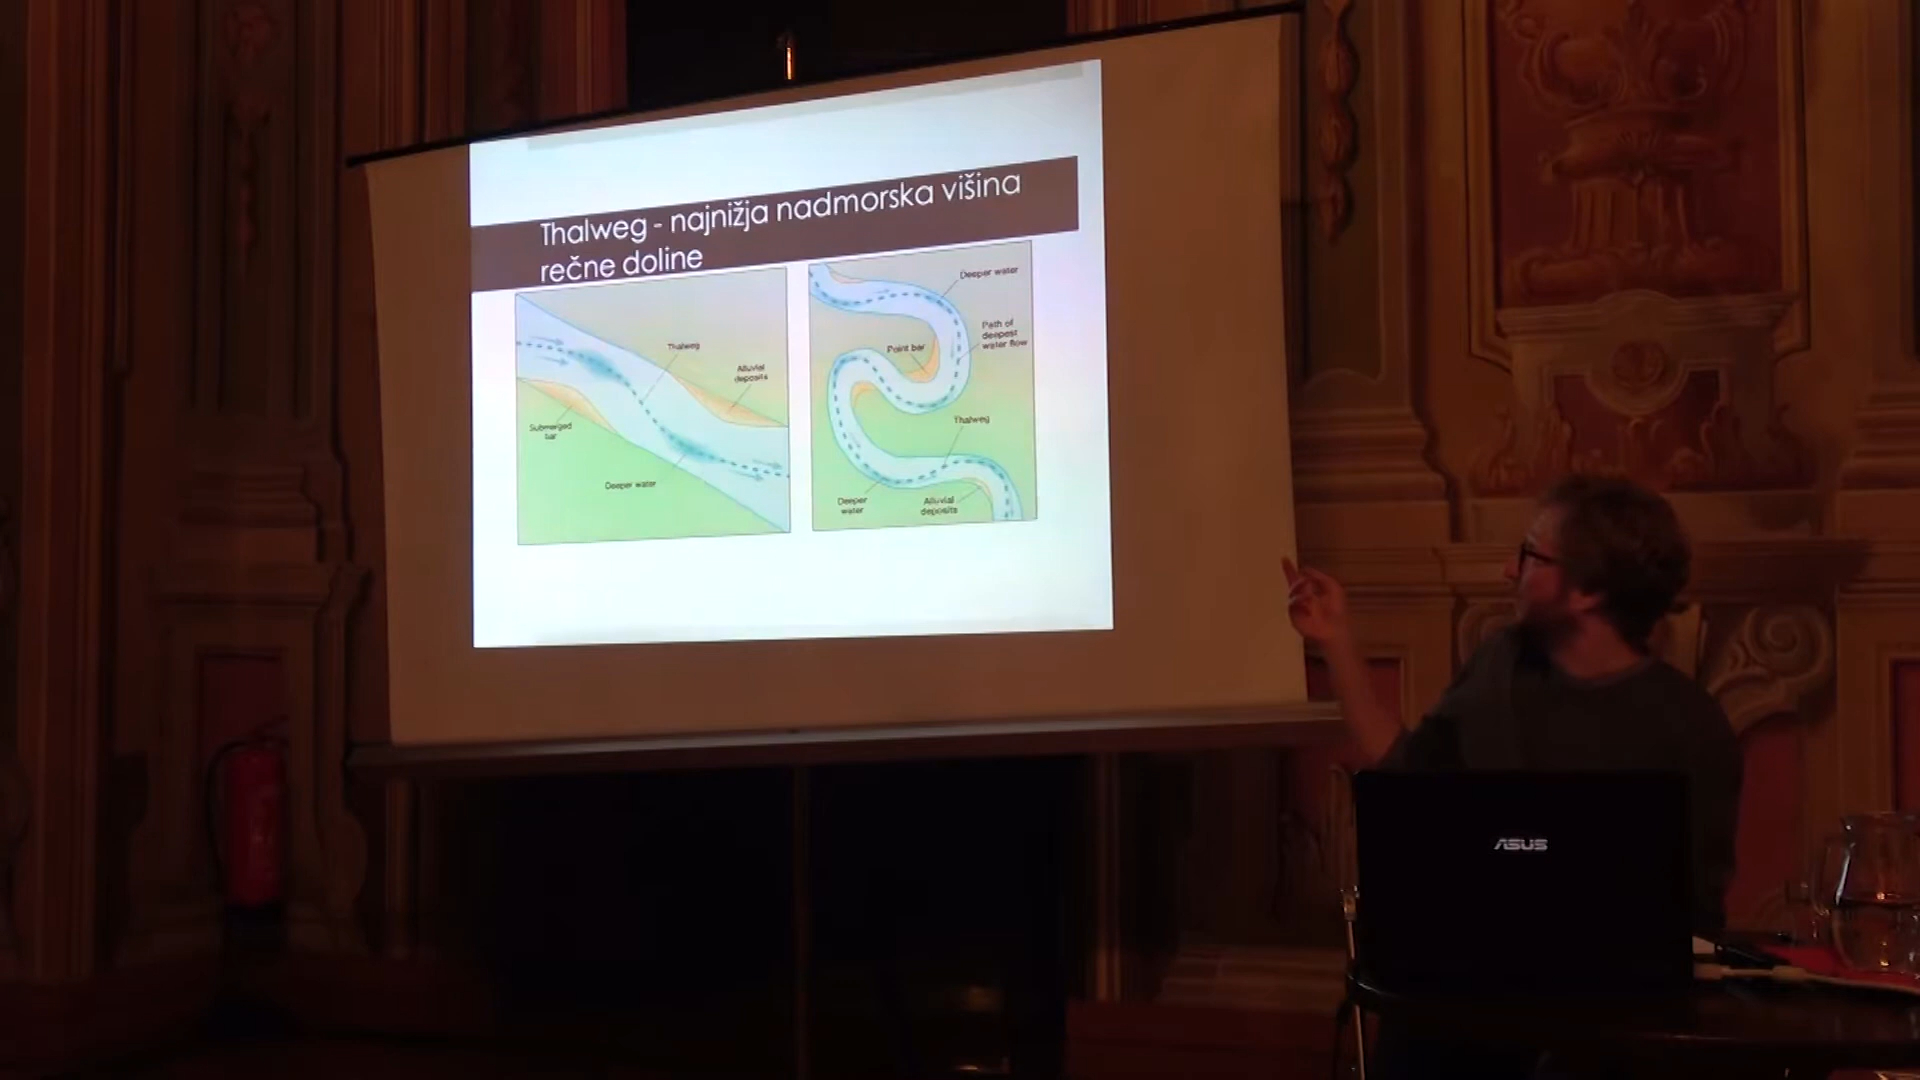 Thalweg - najnižja nadmorska višina
rečne doline
Thalweg
Alluvial
deposits
Submerged
bar
Deeper water
Deeper water
Path of
deepest
water flow
Point bar
Thalweg
Deeper
water
Alluvial
deposits
ASUS